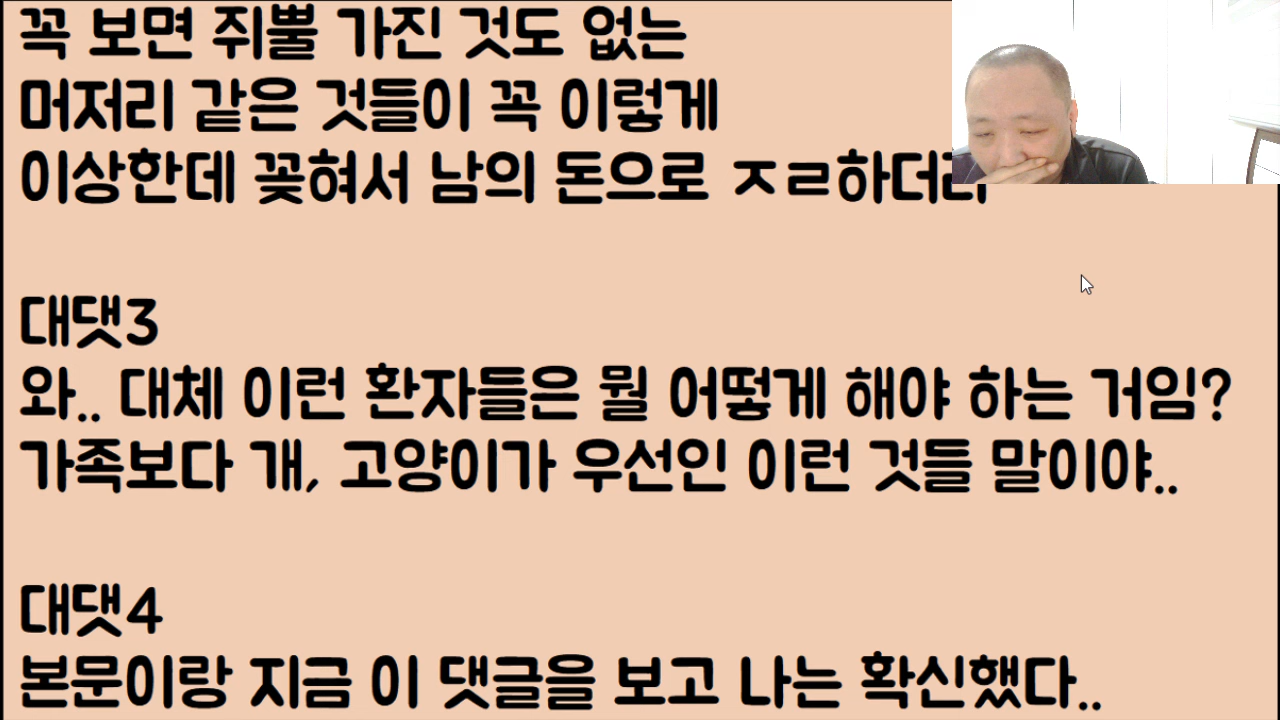 꼭 보면 쥐뿔 가진 것도 없는
머저리 같은 것들이 꼭 이렇게
이상한데 꽂혀서 남의 돈으로 ㅈㄹ하더라
대댓3
와.. 대체 이런 환자들은 뭘 어떻게 해야 하는 거임?
가족보다 개, 고양이가 우선인 이런 것들 말이야..
대댓4
본문이랑 지금 이 댓글을 보고 나는 확신했다..